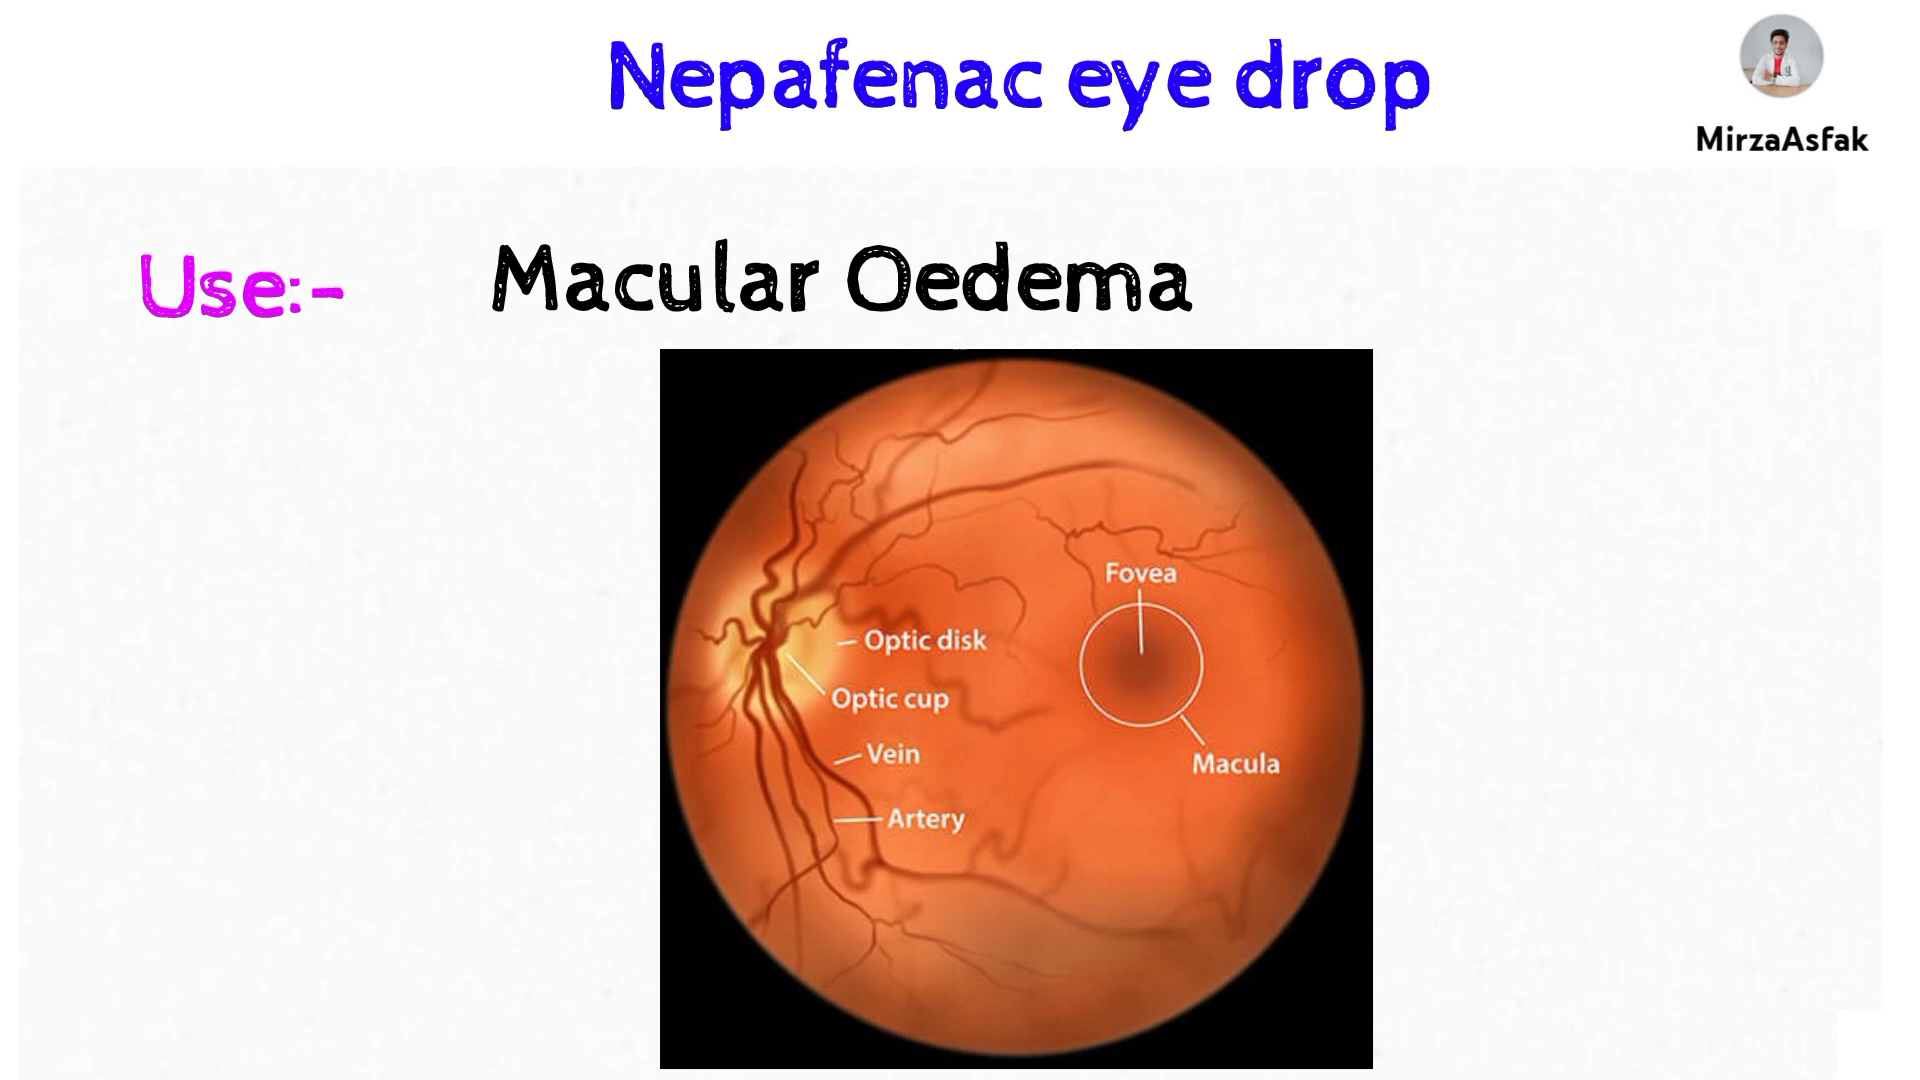 Nepafenac eye drop
MirzaAsfak
Use:- Macular Oedema
Fovea
Optic disk
Optic cup
Vein
Macula
Artery